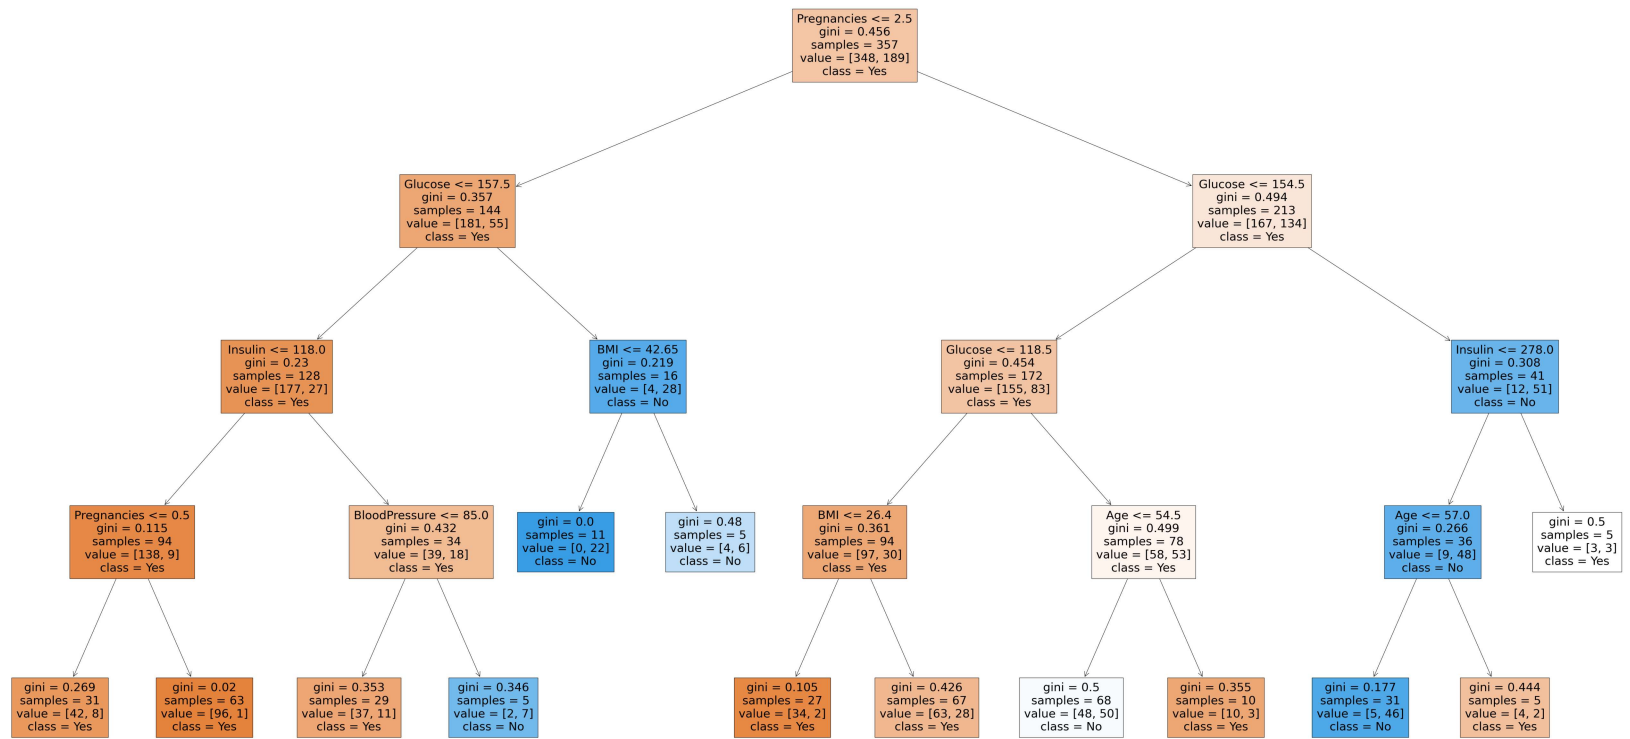 Pregnancies <= 2.5
gini = 0.456
samples = 357
value = [348, 189]
class = Yes
Glucose <= 157.5
gini = 0.357
samples = 144
value = [181, 55]
class = Yes
Glucose <= 154.5
gini = 0.494
samples = 213
value = [167, 134]
class = Yes
Insulin <= 118.0
gini = 0.23
samples = 128
value = [177, 27]
class = Yes
BMI <= 42.65
gini = 0.219
samples = 16
value = [4, 28]
class = No
Glucose <= 118.5
gini = 0.454
samples = 172
value = [155, 83]
class = Yes
Insulin <= 278.0
gini = 0.308
samples = 41
value = [12, 51]
class = No
Pregnancies <= 0.5
gini = 0.115
samples = 94
value = [138, 9]
class = Yes
BloodPressure <= 85.0
gini = 0.432
samples = 34
value = [39, 18]
class = Yes
gini = 0.0
samples = 11
value = [0, 22]
class = No
gini = 0.48
samples = 5
value = [4, 6]
class = No
BMI <= 26.4
gini = 0.361
samples = 94
value = [97, 30]
class = Yes
Age <= 54.5
gini = 0.499
samples = 78
value = [58, 53]
class = Yes
Age <= 57.0
gini = 0.266
samples = 36
value = [9, 48]
class = No
gini = 0.5
samples = 5
value = [3, 3]
class = Yes
gini = 0.269
samples = 31
value = [42, 8]
class = Yes
gini = 0.02
samples = 63
value = [96, 1]
class = Yes
gini = 0.353
samples = 29
value = [37, 11]
class = Yes
gini = 0.346
samples = 5
value = [2, 7]
class = No
gini = 0.105
samples = 27
value = [34, 2]
class = Yes
gini = 0.426
samples = 67
value = [63, 28]
class = Yes
gini = 0.5
samples = 68
value = [48, 50]
class = No
gini = 0.355
samples = 10
value = [10, 3]
class = Yes
gini = 0.177
samples = 31
value = [5, 46]
class = No
gini = 0.444
samples = 5
value = [4, 2]
class = Yes